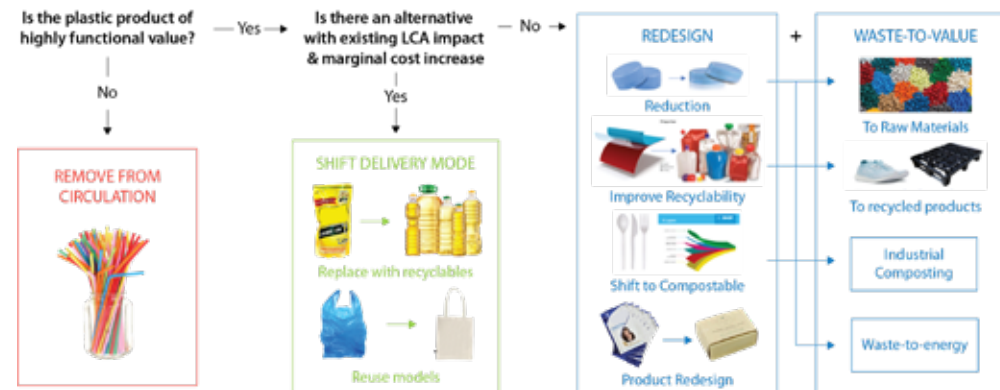 Is the plastic product of
highly functional value?
Yes
Is there an alternative
with existing LCA impact
& marginal cost increase
No
No
Yes
REMOVE FROM
CIRCULATION
SHIFT DELIVERY MODE
Replace with recyclables
Reuse models
REDESIGN
Reduction
Improve Recyclability
Shift to Compostable
Product Redesign
+
WASTE-TO-VALUE
To Raw Materials
To recycled products
Industrial
Composting
Waste-to-energy